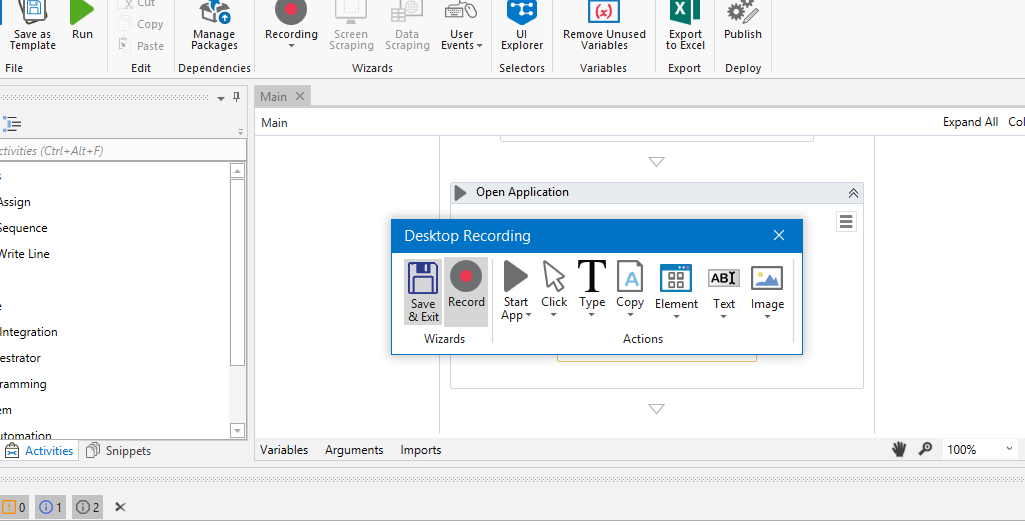 Cut
Save as
Template
Run
Copy
Paste
Manage
Packages
Recording
Screen
Scraping
Data
Scraping
User
Events
UI
Explorer
Remove Unused
Variables
Export
to Excel
Publish
File
Edit
Dependencies
Wizards
Selectors
Variables
Export
Deploy
Main
Main
Expand All
Col
ctivities (Ctrl+Alt+F)
s
Assign
Sequence
Write Line
e
Integration
estrator
gramming
em
utomation
Open Application
Desktop Recording
Save
& Exit
Record
Start
App
Click
T
Type
A
Copy
Element
AB
Text
Image
Wizards
Actions
Activities
Snippets
Variables
Arguments
Imports
100%
0
1
2